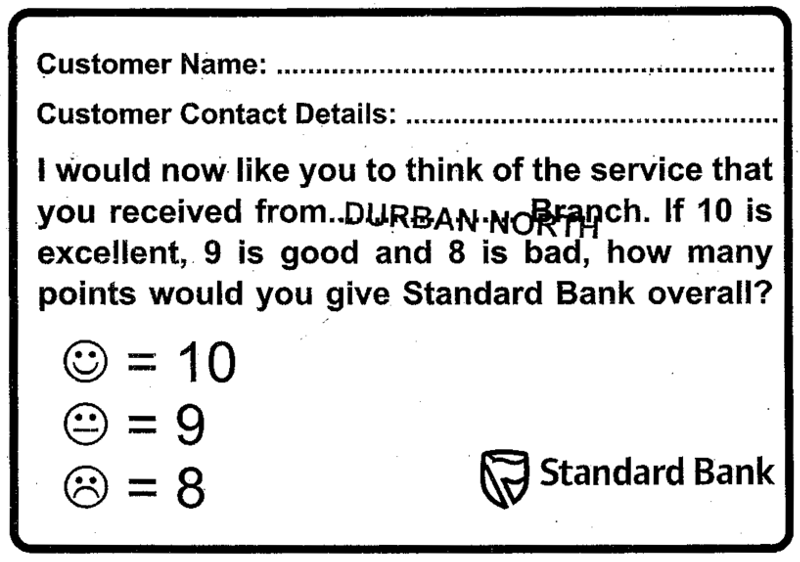 Customer Name: ................................................................
Customer Contact Details: ................................................
I would now like you to think of the service that
you received from..DURBAN NORTH Branch. If 10 is
excellent, 9 is good and 8 is bad, how many
points would you give Standard Bank overall?
= 10
= 9
= 8
Standard Bank